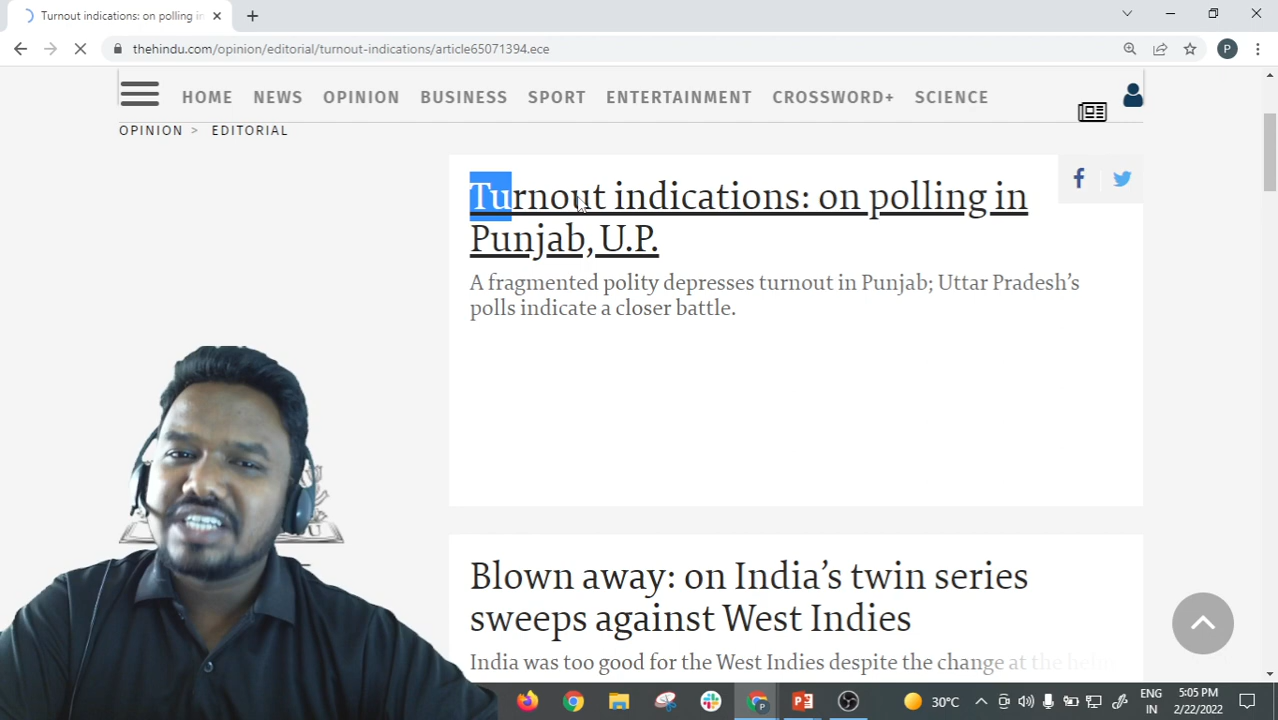 Turnout indications: on polling in
thehindu.com/opinion/editorial/turnout-indications/article65071394.ece
P
HOME NEWS OPINION BUSINESS SPORT ENTERTAINMENT CROSSWORD+ SCIENCE
OPINION > EDITORIAL
Turnout indications: on polling in
Punjab, U.P.
A fragmented polity depresses turnout in Punjab; Uttar Pradesh's
polls indicate a closer battle.
Blown away: on India's twin series
sweeps against West Indies
India was too good for the West Indies despite the change at the
30°C
ENG
IN
5:05 PM
2/22/2022